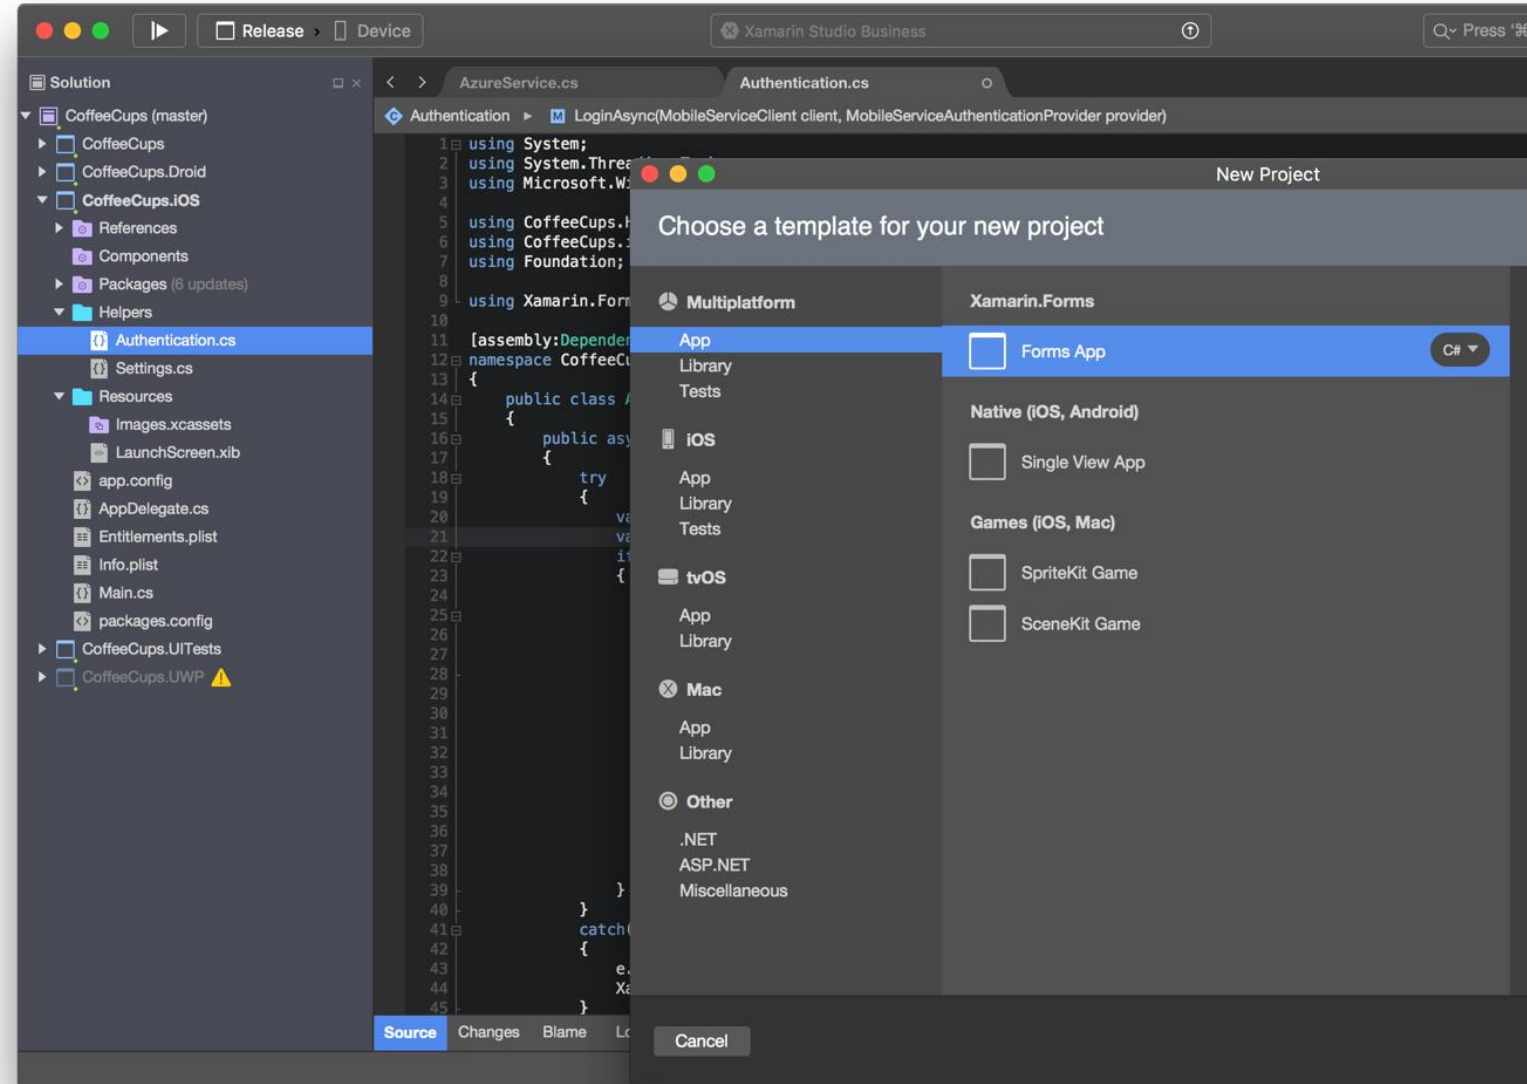 Release
Device
Xamarin Studio Business
Press '⌘
Solution
CoffeeCups (master)
CoffeeCups
CoffeeCups.Droid
CoffeeCups.iOS
References
Components
Packages (6 updates)
Helpers
Authentication.cs
Settings.cs
Resources
Images.xcassets
LaunchScreen.xib
app.config
AppDelegate.cs
Entitlements.plist
Info.plist
Main.cs
packages.config
CoffeeCups.UITests
CoffeeCups.UWP
AzureService.cs
Authentication.cs
Authentication
M LoginAsync(MobileServiceClient client, MobileServiceAuthenticationProvider provider)
1 using System;
2 using System.Threading.Tasks
3 using Microsoft.Wi
4
5 using CoffeeCups.H
6 using CoffeeCups.i
7 using Foundation;
8
9 using Xamarin.Form
10
11 [assembly:Dependen
12 namespace CoffeeCu
13 {
14 public class A
15 {
16 public asy
17 {
18 try
19 {
20 va
21 va
22 if
23 {
24
25
26
27
28
29
30
31
32
33
34
35
36
37
38
39 }
40 }
41 catch(
42 {
43 e.
44 Xa
45 }
Source
Changes
Blame
Lo
New Project
Choose a template for your new project
Multiplatform
App
Library
Tests
iOS
App
Library
Tests
tvOS
App
Library
Mac
App
Library
Other
.NET
ASP.NET
Miscellaneous
Xamarin.Forms
Forms App
C#
Native (iOS, Android)
Single View App
Games (iOS, Mac)
SpriteKit Game
SceneKit Game
Cancel